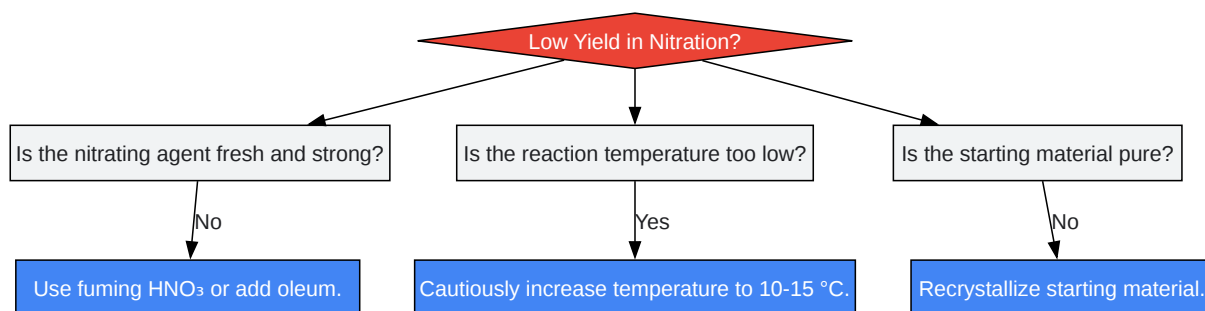 Low Yield in Nitration?
Is the nitrating agent fresh and strong?
Is the reaction temperature too low?
Is the starting material pure?
No
Yes
No
Use fuming HNO₃ or add oleum.
Cautiously increase temperature to 10-15 °C.
Recrystallize starting material.